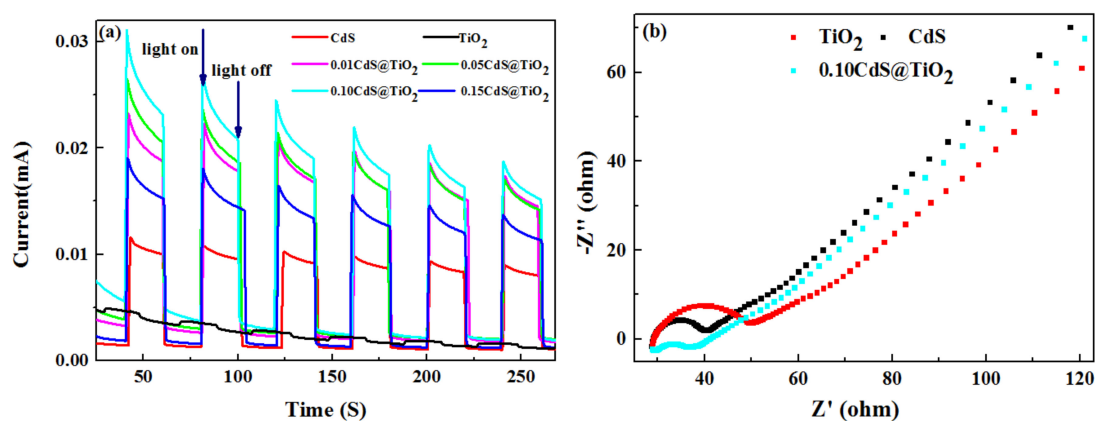 (a)
light on
light off
CdS
TiO2
0.01CdS@TiO2
0.05CdS@TiO2
0.10CdS@TiO2
0.15CdS@TiO2
0.03
0.02
0.01
0.00
Current(mA)
50
100
150
200
250
Time (S)
(b)
TiO2
CdS
0.10CdS@TiO2
60
40
20
0
-Z'' (ohm)
40
60
80
100
120
Z' (ohm)